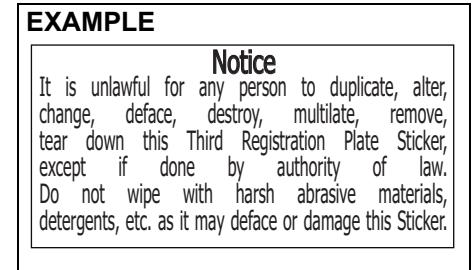 EXAMPLE
Notice
It is unlawful for any person to duplicate, alter,
change, deface, destroy, multilate, remove,
tear down this Third Registration Plate Sticker,
except if done by authority of law.
Do not wipe with harsh abrasive materials,
detergents, etc. as it may deface or damage this Sticker.